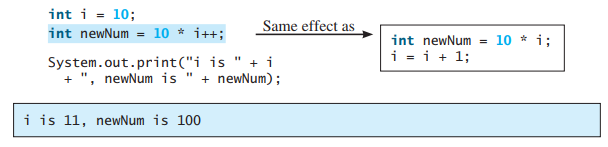 int i = 10;
int newNum = 10 * i++;
System.out.print("i is " + i
+ ", newNum is " + newNum);
Same effect as
int newNum = 10 * i;
i = i + 1;
i is 11, newNum is 100